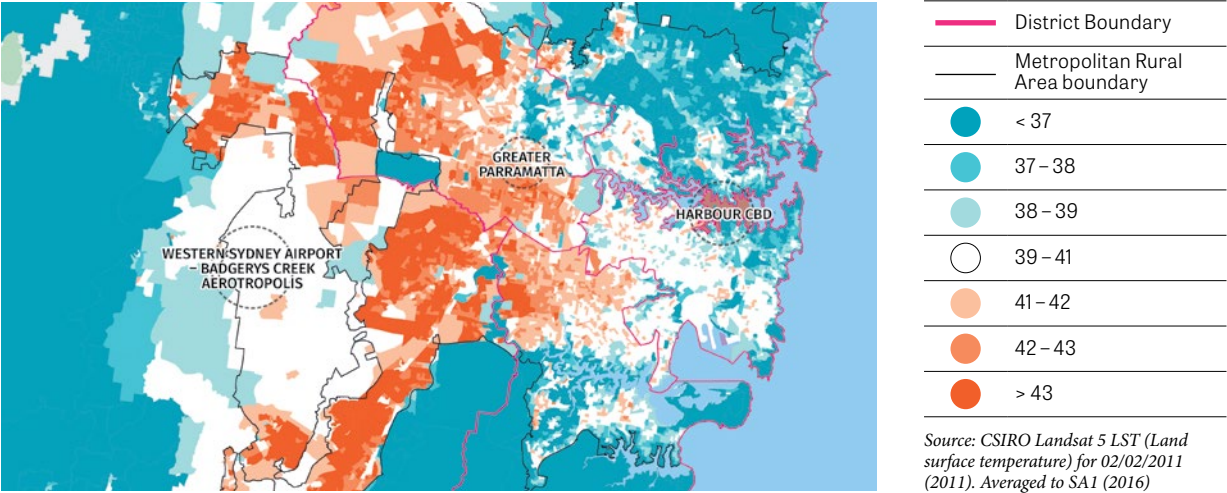 GREATER
PARRAMATTA
HARBOUR CBD
WESTERN SYDNEY AIRPORT
– BADGERYS CREEK
AEROTROPOLIS
District Boundary
Metropolitan Rural
Area boundary
< 37
37 – 38
38 – 39
39 – 41
41 – 42
42 – 43
> 43
Source: CSIRO Landsat 5 LST (Land
surface temperature) for 02/02/2011
(2011). Averaged to SA1 (2016)